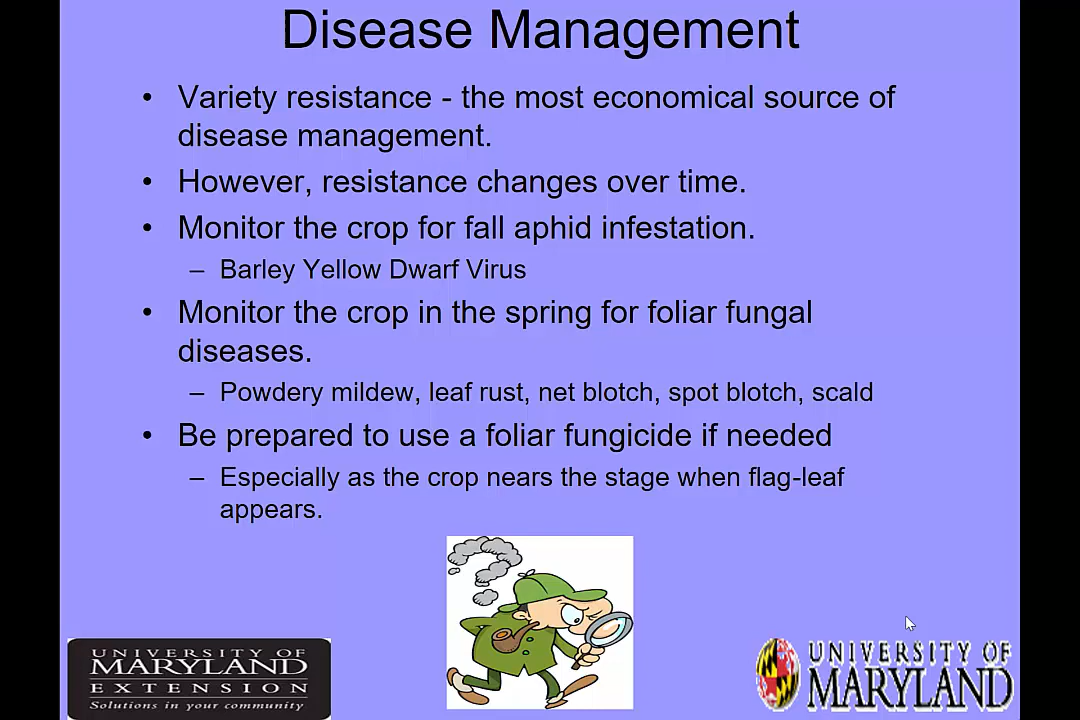 Disease Management
• Variety resistance - the most economical source of
disease management.
• However, resistance changes over time.
• Monitor the crop for fall aphid infestation.
– Barley Yellow Dwarf Virus
• Monitor the crop in the spring for foliar fungal
diseases.
– Powdery mildew, leaf rust, net blotch, spot blotch, scald
• Be prepared to use a foliar fungicide if needed
– Especially as the crop nears the stage when flag-leaf
appears.
UNIVERSITY OF
MARYLAND
EXTENSION
Solutions in your community
UNIVERSITY OF
MARYLAND